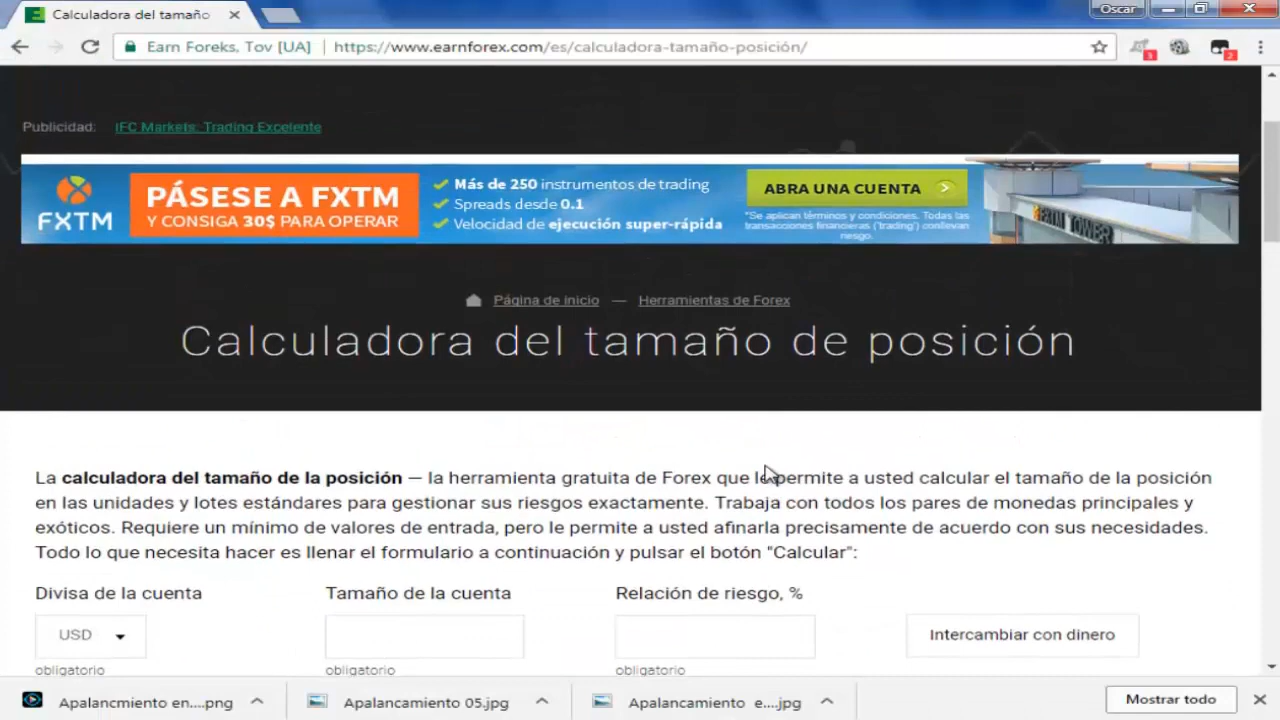 Calculadora del tamaño
Oscar
Earn Foreks, Tov [UA]
https://www.earnforex.com/es/calculadora-tamaño-posición/
3
2
Publicidad: IFC Markets: Trading Excelente
FXTM
PÁSESE A FXTM
Y CONSIGA 30$ PARA OPERAR
Más de 250 instrumentos de trading
Spreads desde 0.1
Velocidad de ejecución super-rápida
ABRA UNA CUENTA
*Se aplican términos y condiciones. Todas las
transacciones financieras ('trading') conllevan
riesgo.
FXTM TOWER
Página de inicio — Herramientas de Forex
Calculadora del tamaño de posición
La calculadora del tamaño de la posición — la herramienta gratuita de Forex que le permite a usted calcular el tamaño de la posición
en las unidades y lotes estándares para gestionar sus riesgos exactamente. Trabaja con todos los pares de monedas principales y
exóticos. Requiere un mínimo de valores de entrada, pero le permite a usted afinarla precisamente de acuerdo con sus necesidades.
Todo lo que necesita hacer es llenar el formulario a continuación y pulsar el botón "Calcular":
Divisa de la cuenta
Tamaño de la cuenta
Relación de riesgo, %
USD
Intercambiar con dinero
obligatorio
obligatorio
obligatorio
Apalancmiento en....png
Apalancamiento 05.jpg
Apalancamiento e....jpg
Mostrar todo